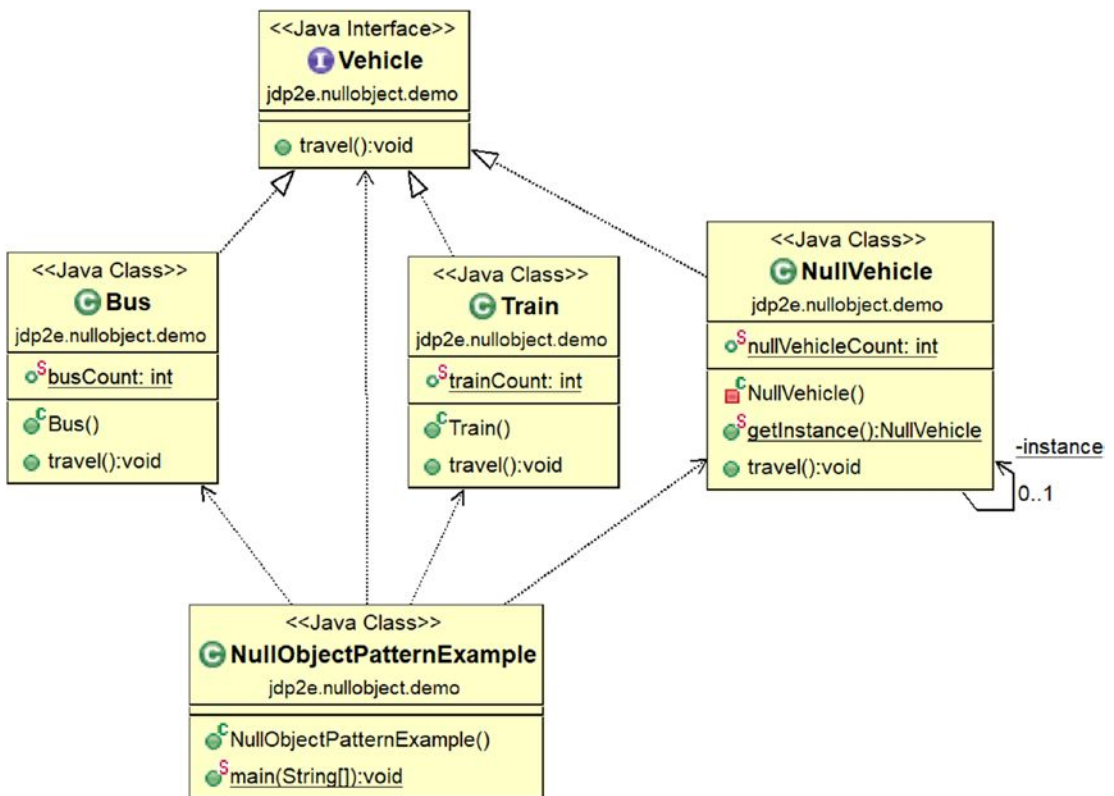 <<Java Interface>>
I Vehicle
jdp2e.nullobject.demo
travel():void
<<Java Class>>
C Bus
jdp2e.nullobject.demo
S busCount: int
C Bus()
travel():void
<<Java Class>>
C Train
jdp2e.nullobject.demo
S trainCount: int
C Train()
travel():void
<<Java Class>>
C NullVehicle
jdp2e.nullobject.demo
S nullVehicleCount: int
C NullVehicle()
S getInstance():NullVehicle
travel():void
-instance
0..1
<<Java Class>>
C NullObjectPatternExample
jdp2e.nullobject.demo
C NullObjectPatternExample()
S main(String[]):void